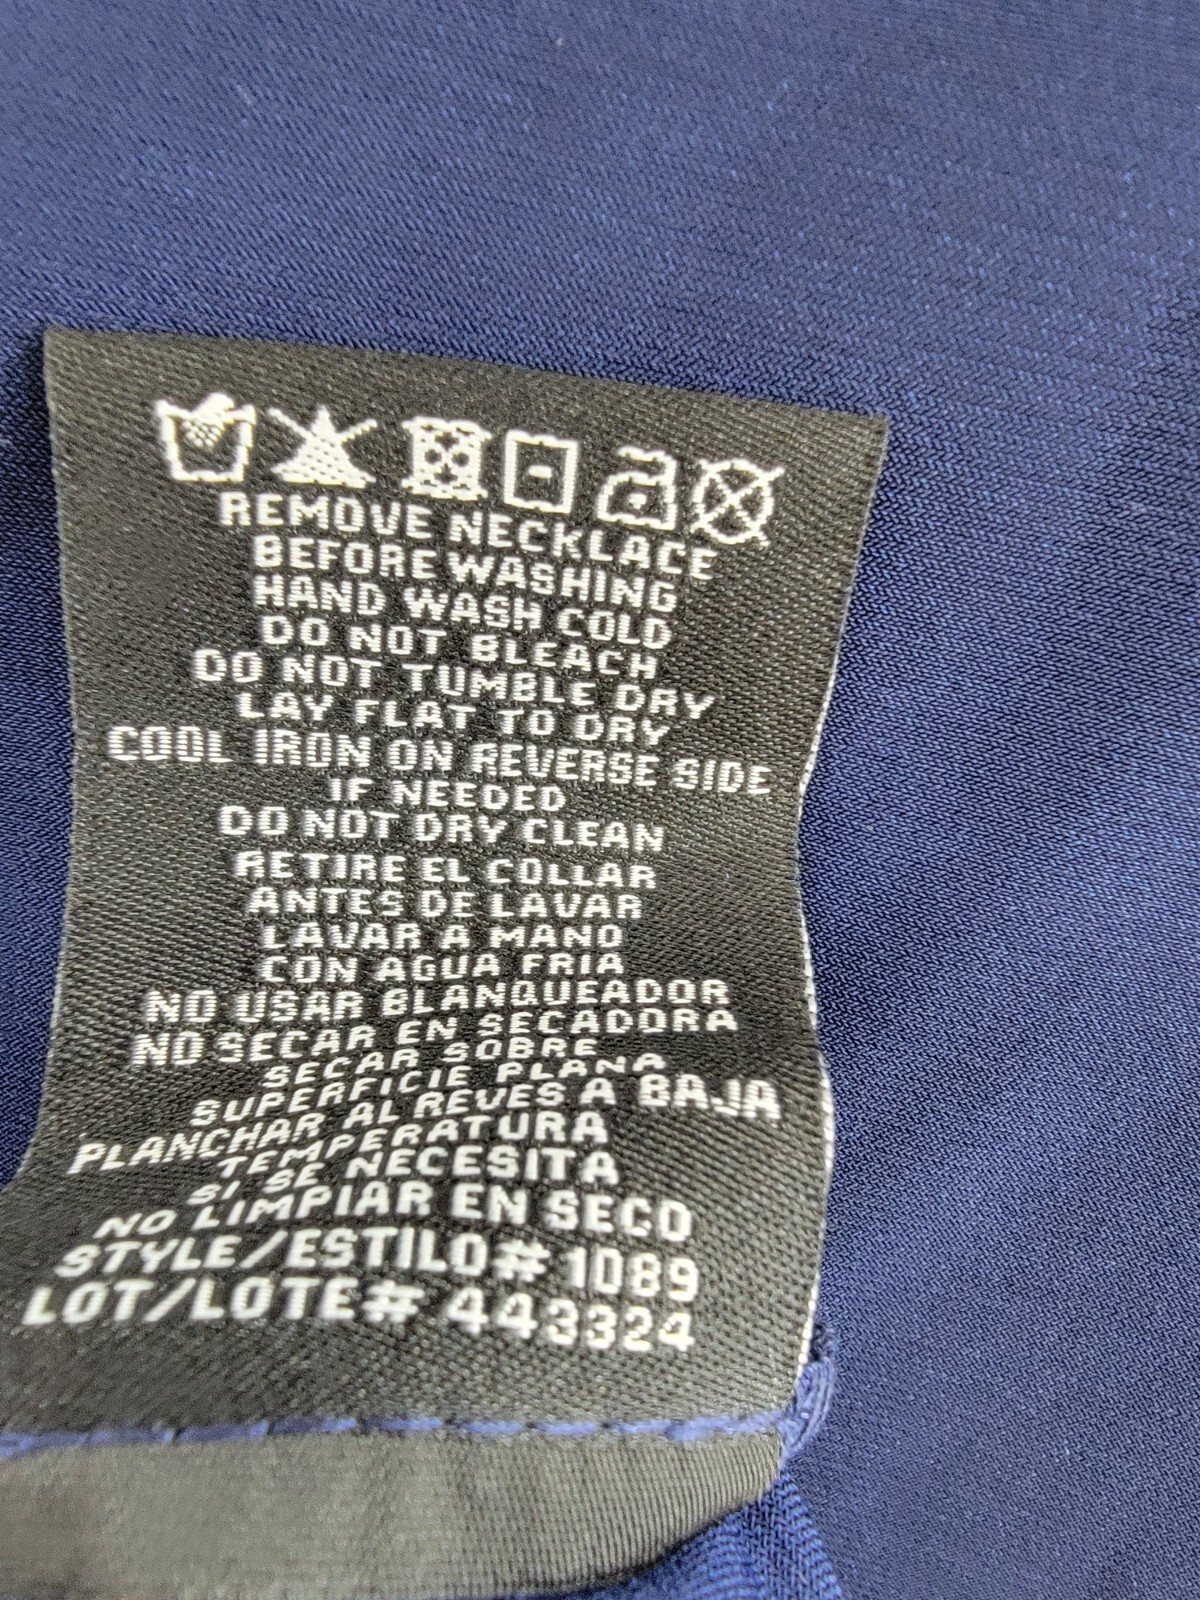 REMOVE NECKLACE
BEFORE WASHING
HAND WASH COLD
DO NOT BLEACH
DO NOT TUMBLE DRY
LAY FLAT TO DRY
COOL IRON ON REVERSE SIDE
IF NEEDED
DO NOT DRY CLEAN
RETIRE EL COLLAR
ANTES DE LAVAR
LAVAR A MANO
CON AGUA FRIA
NO USAR BLANQUEADOR
NO SECAR EN SECADORA
SECAR SOBRE
SUPERFICIE PLANA
PLANCHAR AL REVES A BAJA
TEMPERATURA
SI SE NECESITA
NO LIMPIAR EN SECO
STYLE/ESTILO# 1089
LOT/LOTE# 443324